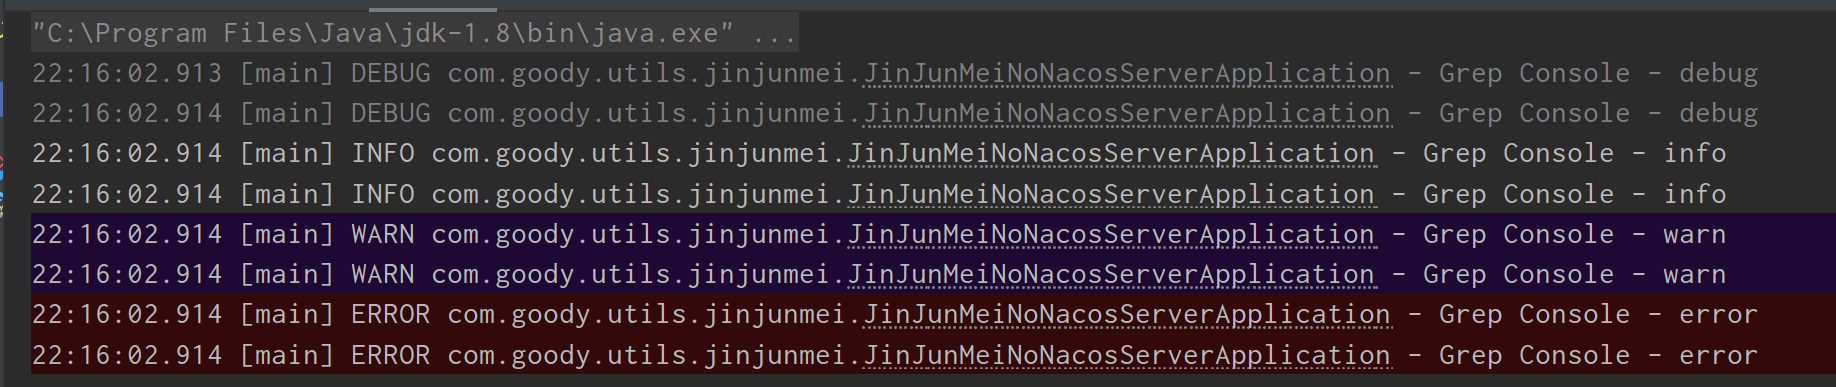 "C:\Program Files\Java\jdk-1.8\bin\java.exe" ...
22:16:02.913 [main] DEBUG com.goody.utils.jinjunmei.JinJunMeiNoNacosServerApplication - Grep Console - debug
22:16:02.914 [main] DEBUG com.goody.utils.jinjunmei.JinJunMeiNoNacosServerApplication - Grep Console - debug
22:16:02.914 [main] INFO com.goody.utils.jinjunmei.JinJunMeiNoNacosServerApplication - Grep Console - info
22:16:02.914 [main] INFO com.goody.utils.jinjunmei.JinJunMeiNoNacosServerApplication - Grep Console - info
22:16:02.914 [main] WARN com.goody.utils.jinjunmei.JinJunMeiNoNacosServerApplication - Grep Console - warn
22:16:02.914 [main] WARN com.goody.utils.jinjunmei.JinJunMeiNoNacosServerApplication - Grep Console - warn
22:16:02.914 [main] ERROR com.goody.utils.jinjunmei.JinJunMeiNoNacosServerApplication - Grep Console - error
22:16:02.914 [main] ERROR com.goody.utils.jinjunmei.JinJunMeiNoNacosServerApplication - Grep Console - error